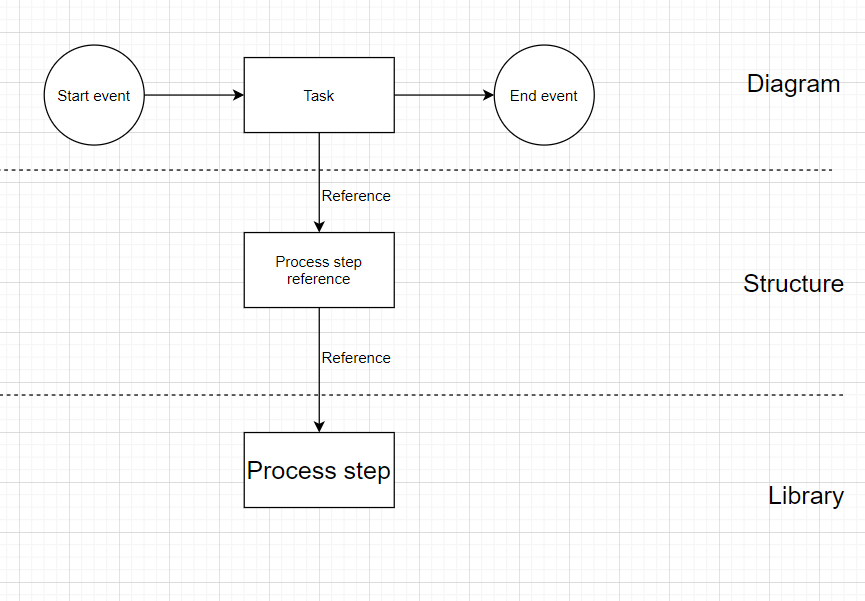 Start event
Task
End event
Diagram
Reference
Process step
reference
Structure
Reference
Process step
Library